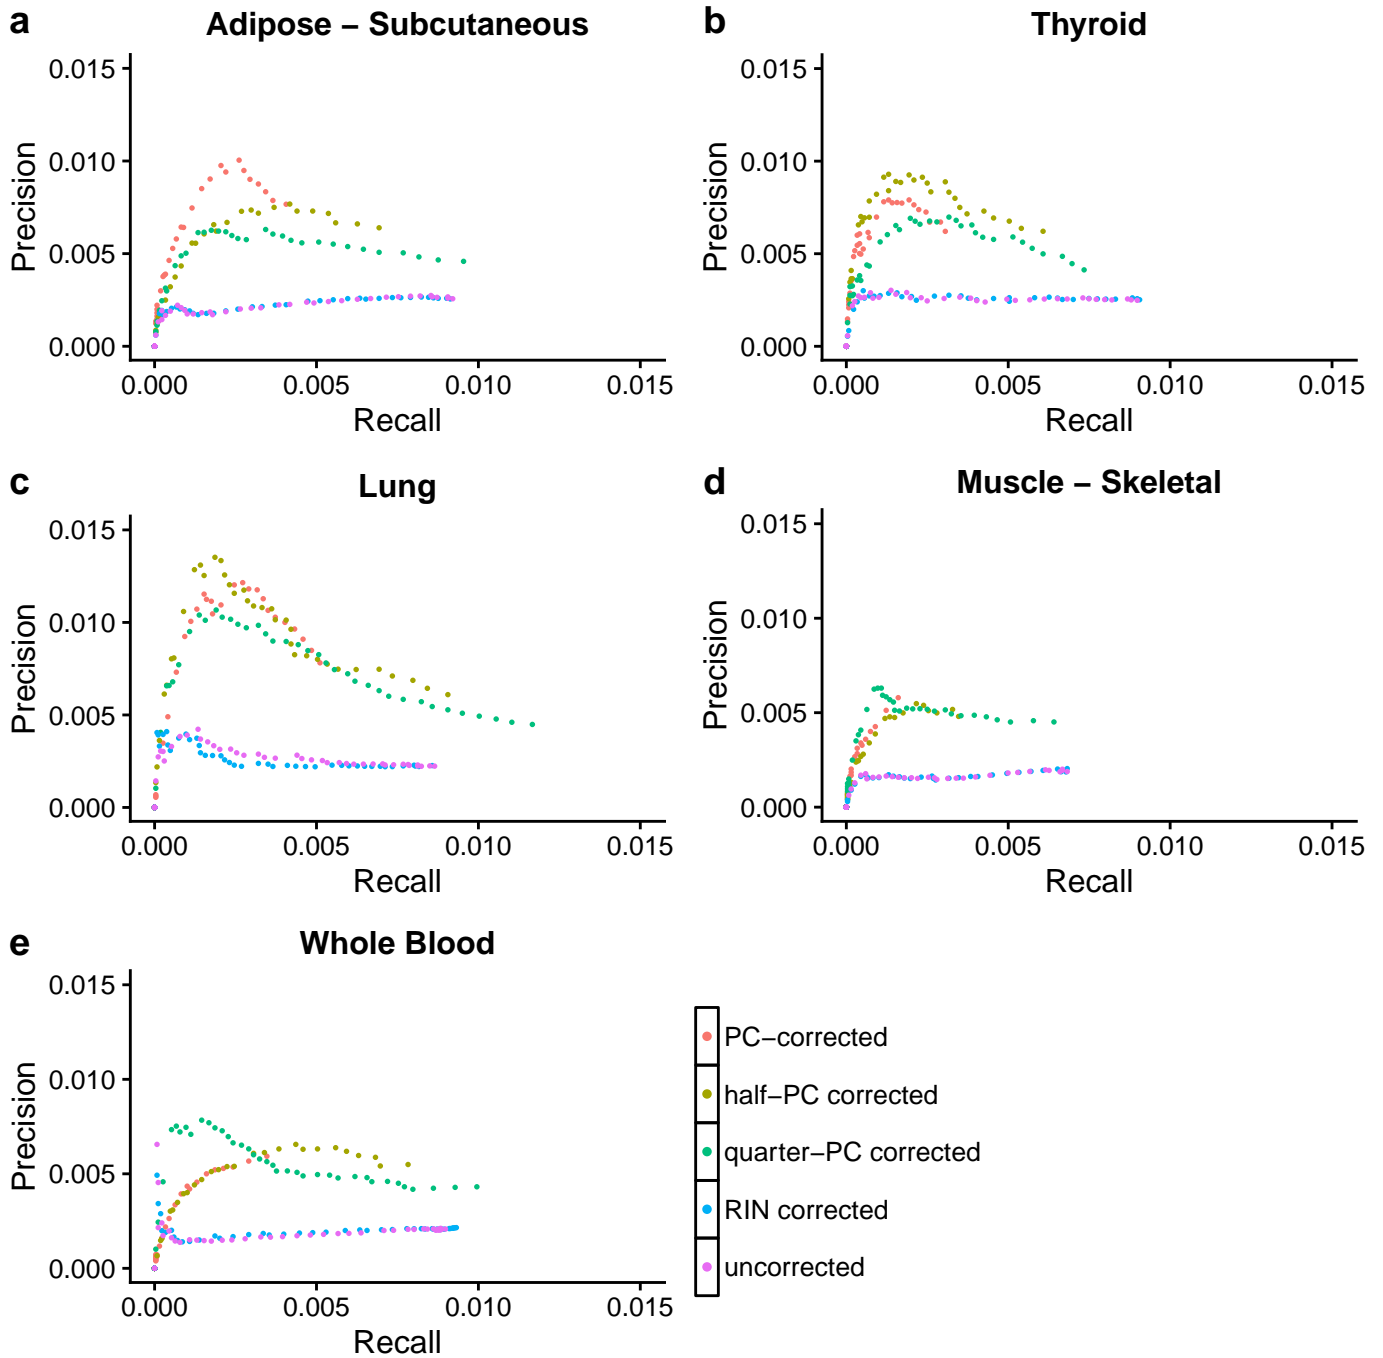 a
Adipose − Subcutaneous
0.015
0.010
0.005
0.000
Precision
0.000 0.005 0.010 0.015
Recall
b
Thyroid
0.015
0.010
0.005
0.000
Precision
0.000 0.005 0.010 0.015
Recall
c
Lung
0.015
0.010
0.005
0.000
Precision
0.000 0.005 0.010 0.015
Recall
d
Muscle − Skeletal
0.015
0.010
0.005
0.000
Precision
0.000 0.005 0.010 0.015
Recall
e
Whole Blood
0.015
0.010
0.005
0.000
Precision
0.000 0.005 0.010 0.015
Recall
PC−corrected
half−PC corrected
quarter−PC corrected
RIN corrected
uncorrected